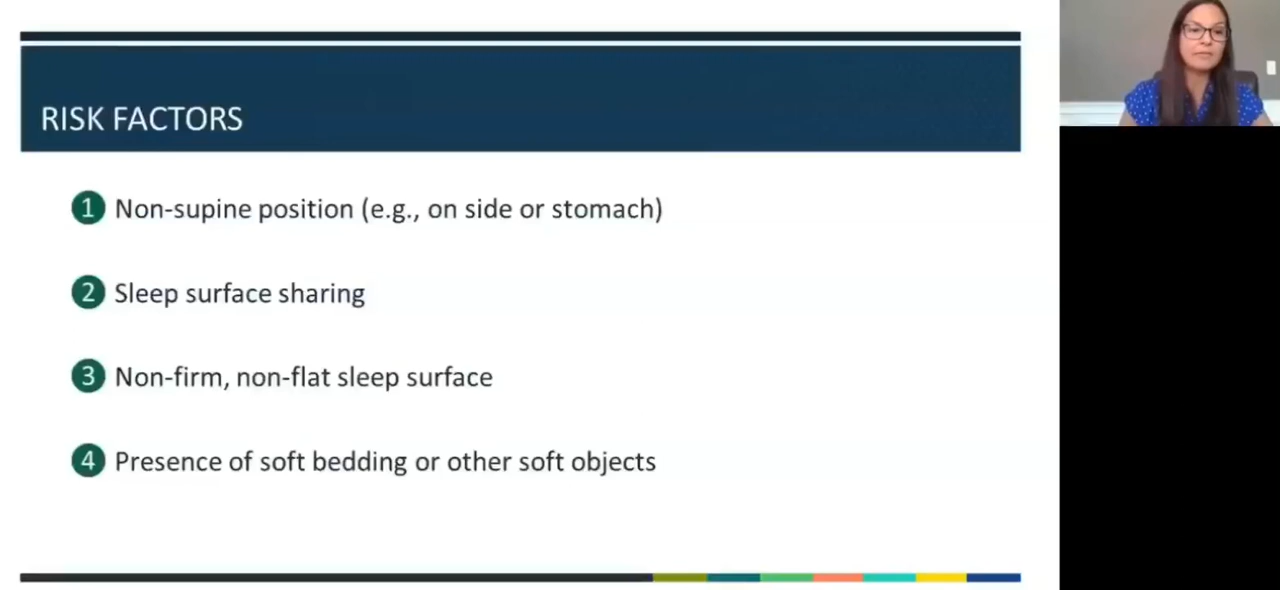 RISK FACTORS
1 Non-supine position (e.g., on side or stomach)
2 Sleep surface sharing
3 Non-firm, non-flat sleep surface
4 Presence of soft bedding or other soft objects